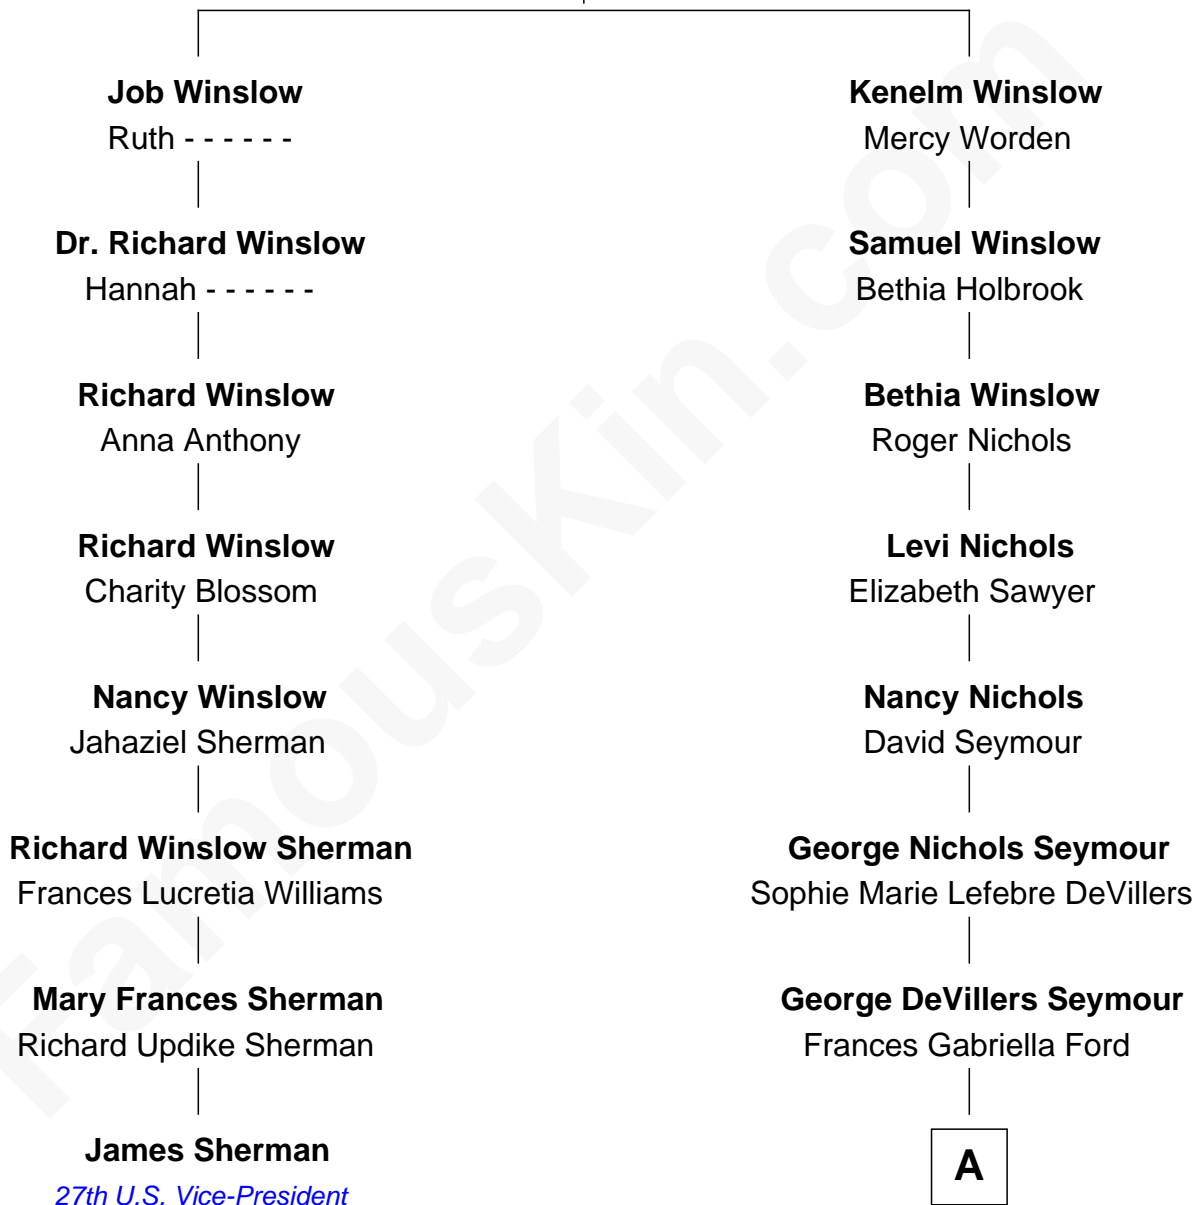 Job Winslow
Ruth - - - - - -
Dr. Richard Winslow
Hannah - - - - - -
Richard Winslow
Anna Anthony
Richard Winslow
Charity Blossom
Nancy Winslow
Jahaziel Sherman
Richard Winslow Sherman
Frances Lucretia Williams
Mary Frances Sherman
Richard Updike Sherman
James Sherman
27th U.S. Vice-President
Kenelm Winslow
Mercy Worden
Samuel Winslow
Bethia Holbrook
Bethia Winslow
Roger Nichols
Levi Nichols
Elizabeth Sawyer
Nancy Nichols
David Seymour
George Nichols Seymour
Sophie Marie Lefebre DeVillers
George DeVillers Seymour
Frances Gabriella Ford
A
FamousKin.com